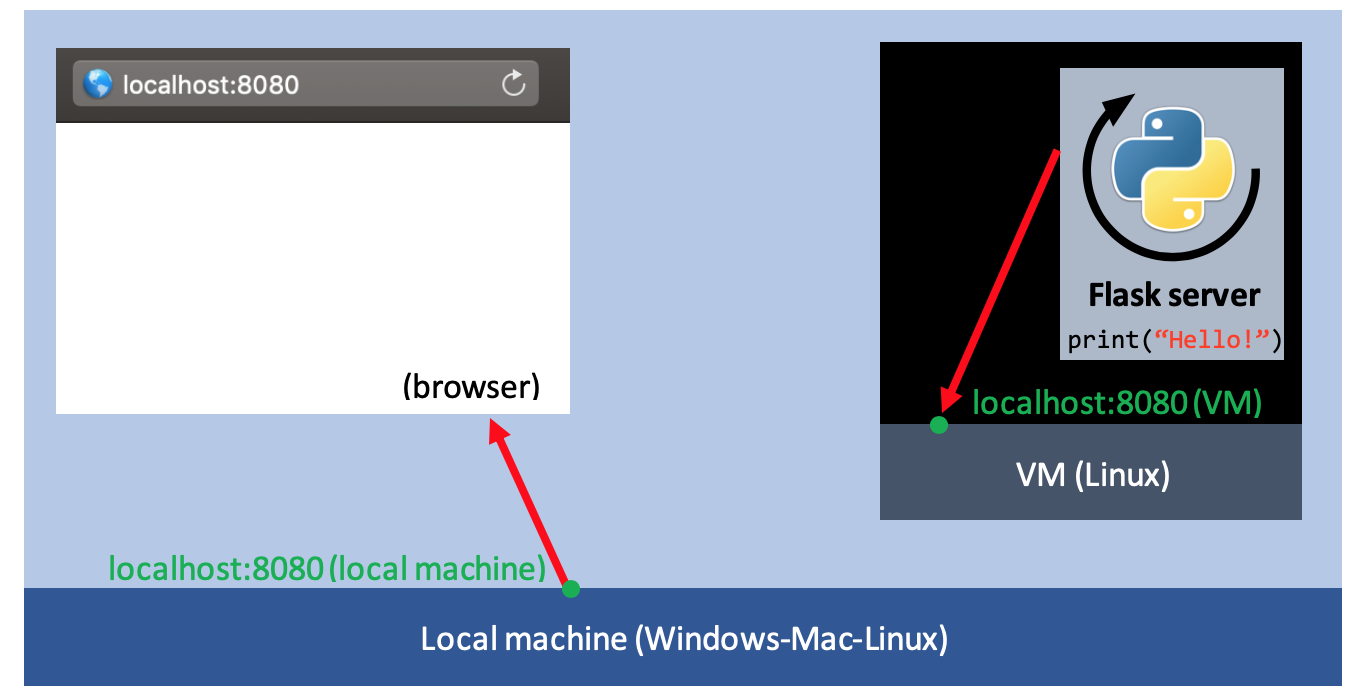 localhost:8080
(browser)
Flask server
print(“Hello!”)
localhost:8080 (VM)
VM (Linux)
localhost:8080 (local machine)
Local machine (Windows-Mac-Linux)